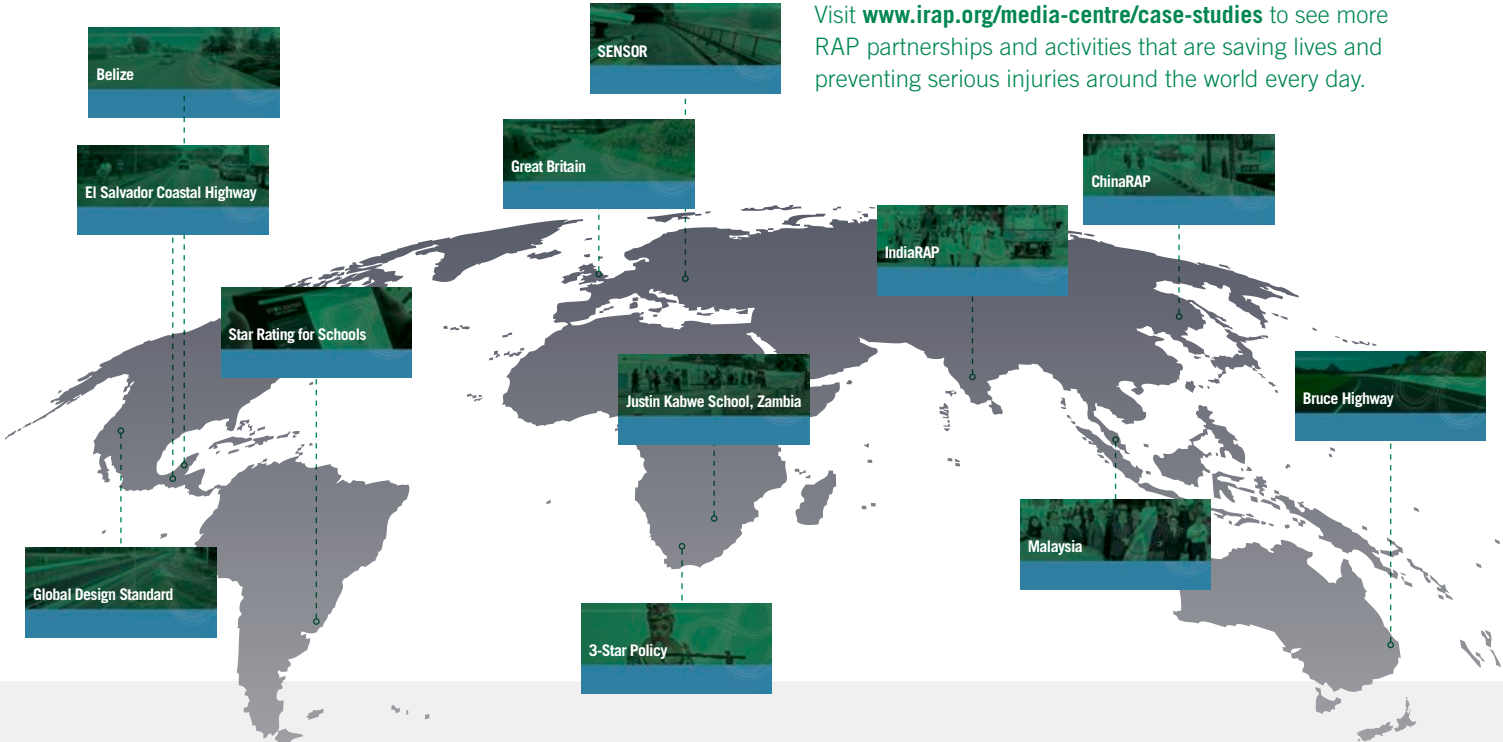 Visit www.irap.org/media-centre/case-studies to see more
RAP partnerships and activities that are saving lives and
preventing serious injuries around the world every day.
SENSOR
Belize
Great Britain
ChinaRAP
El Salvador Coastal Highway
IndiaRAP
Star Rating for Schools
Justin Kabwe School, Zambia
Bruce Highway
Malaysia
Global Design Standard
3-Star Policy